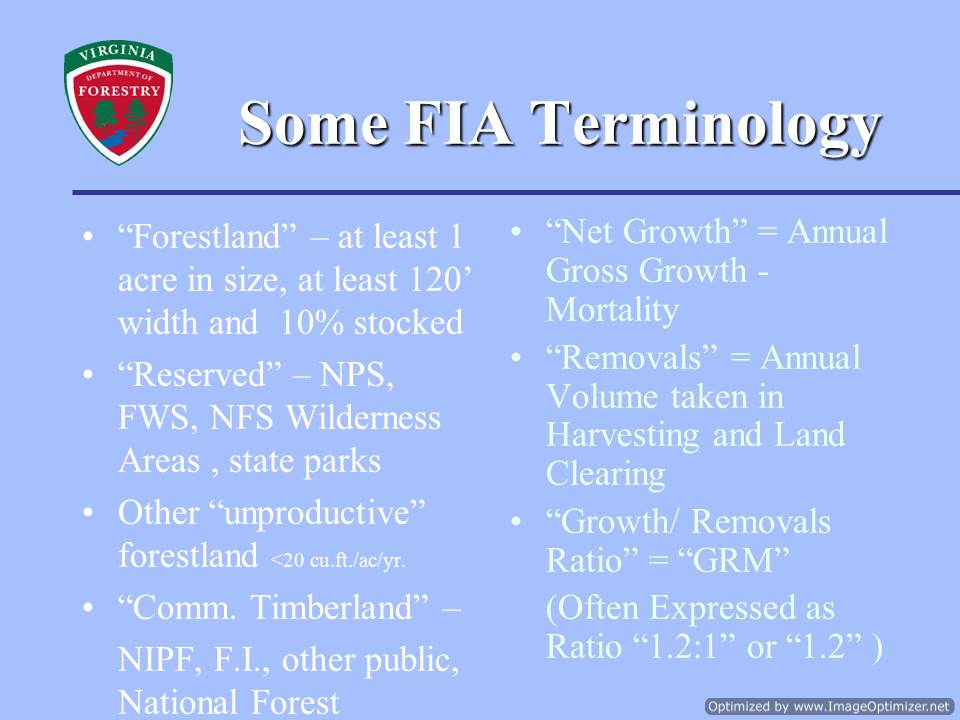 VIRGINIA
DEPARTMENT OF
FORESTRY
Some FIA Terminology
• “Forestland” – at least 1
acre in size, at least 120’
width and 10% stocked
• “Reserved” – NPS,
FWS, NFS Wilderness
Areas , state parks
• Other “unproductive”
forestland <20 cu.ft./ac/yr.
• “Comm. Timberland” –
NIPF, F.I., other public,
National Forest
• “Net Growth” = Annual
Gross Growth -
Mortality
• “Removals” = Annual
Volume taken in
Harvesting and Land
Clearing
• “Growth/ Removals
Ratio” = “GRM”
(Often Expressed as
Ratio “1.2:1” or “1.2” )
Optimized by www.ImageOptimizer.net